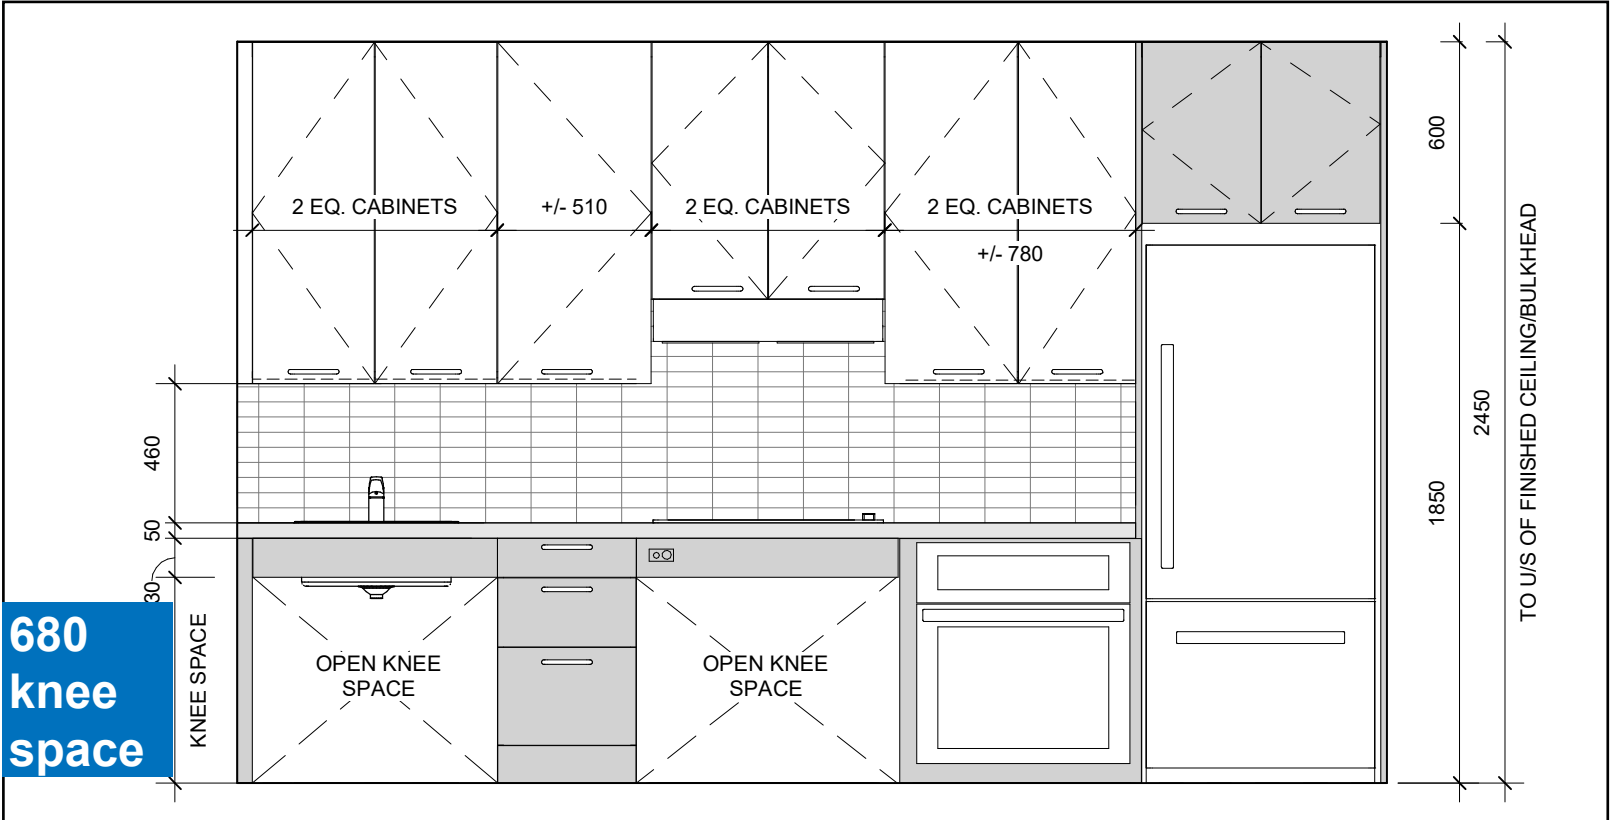 2 EQ. CABINETS
+/- 510
2 EQ. CABINETS
2 EQ. CABINETS
+/- 780
600
2450
1850
TO U/S OF FINISHED CEILING/BULKHEAD
460
50
30
KNEE SPACE
680
knee
space
OPEN KNEE
SPACE
OPEN KNEE
SPACE